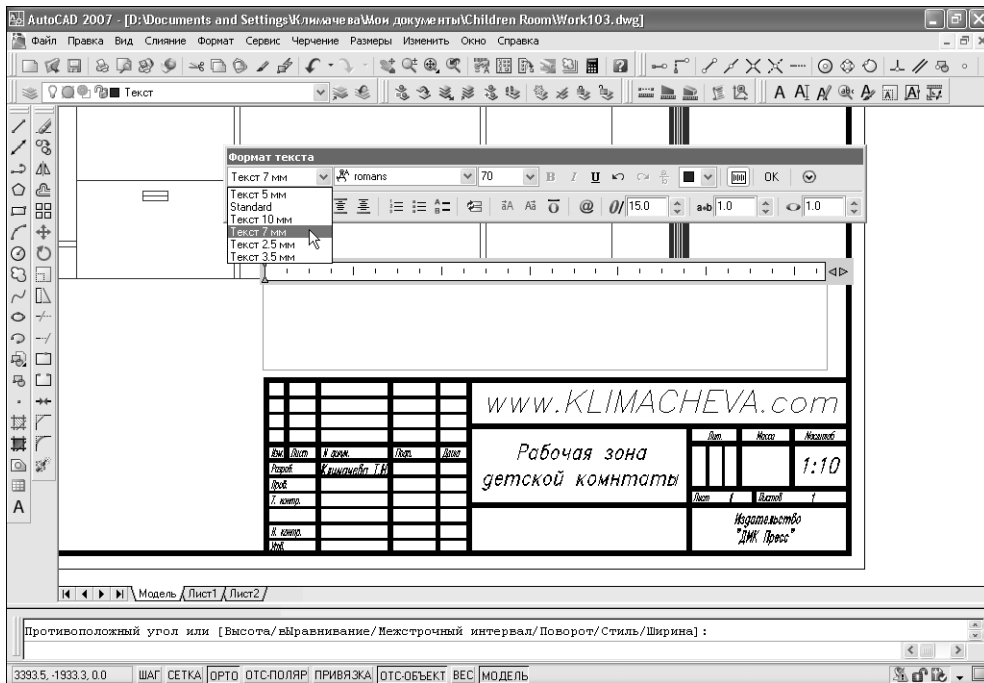 AutoCAD 2007 - [D:\Documents and Settings\Климачева\Мои документы\Children Room\Work103.dwg]
Файл Правка Вид Слияние Формат Сервис Черчение Размеры Изменить Окно Справка
Текст
Формат текста
Текст 7 мм romans 70 B I U OK
Текст 5 мм
Standard
Текст 10 мм
Текст 7 мм
Текст 2.5 мм
Текст 3.5 мм
@ 0/ 15.0 a•b 1.0 1.0
www.KLIMACHEVA.com
Рабочая зона
детской комнтаты
Лит. Масса Масштаб
1:10
Изм. Лист N докум. Подп. Дата
Разраб. Климачева Т.Н
Пров.
Т. контр.
Н. контр.
Утв.
Лист 1 Листов 1
Издательство
"ДМК Пресс"
Модель Лист1 Лист2
Противоположный угол или [Высота/вЫравнивание/Межстрочный интервал/Поворот/Стиль/Ширина]:
3393.5, -1933.3, 0.0 ШАГ СЕТКА ОРТО ОТС-ПОЛЯР ПРИВЯЗКА ОТС-ОБЪЕКТ ВЕС МОДЕЛЬ